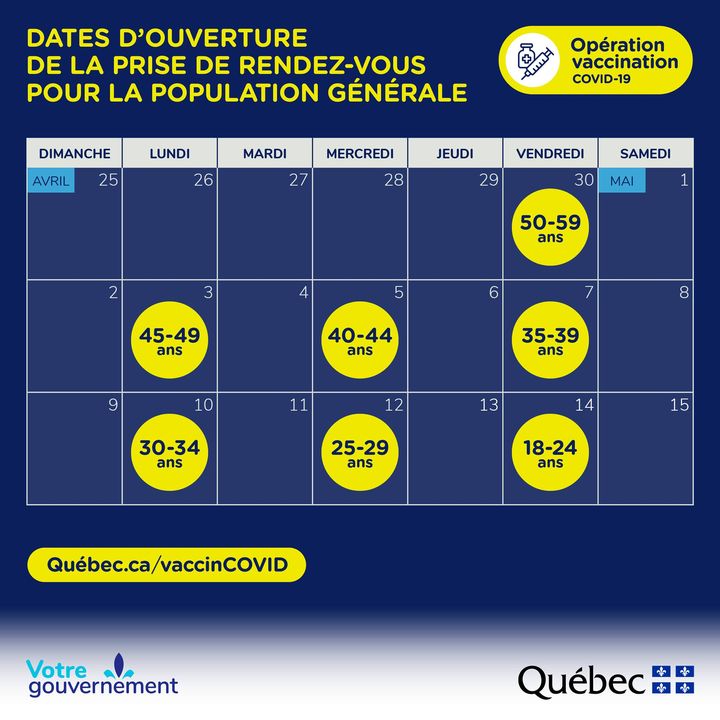 DATES D'OUVERTURE
DE LA PRISE DE RENDEZ-VOUS
POUR LA POPULATION GÉNÉRALE
Opération
vaccination
COVID-19
DIMANCHE LUNDI MARDI MERCREDI JEUDI VENDREDI SAMEDI
AVRIL 25 26 27 28 29 30 MAI 1
50-59
ans
2 3 4 5 6 7 8
45-49 40-44 35-39
ans ans ans
9 10 11 12 13 14 15
30-34 25-29 18-24
ans ans ans
Québec.ca/vaccinCOVID
Votre
gouvernement
Québec